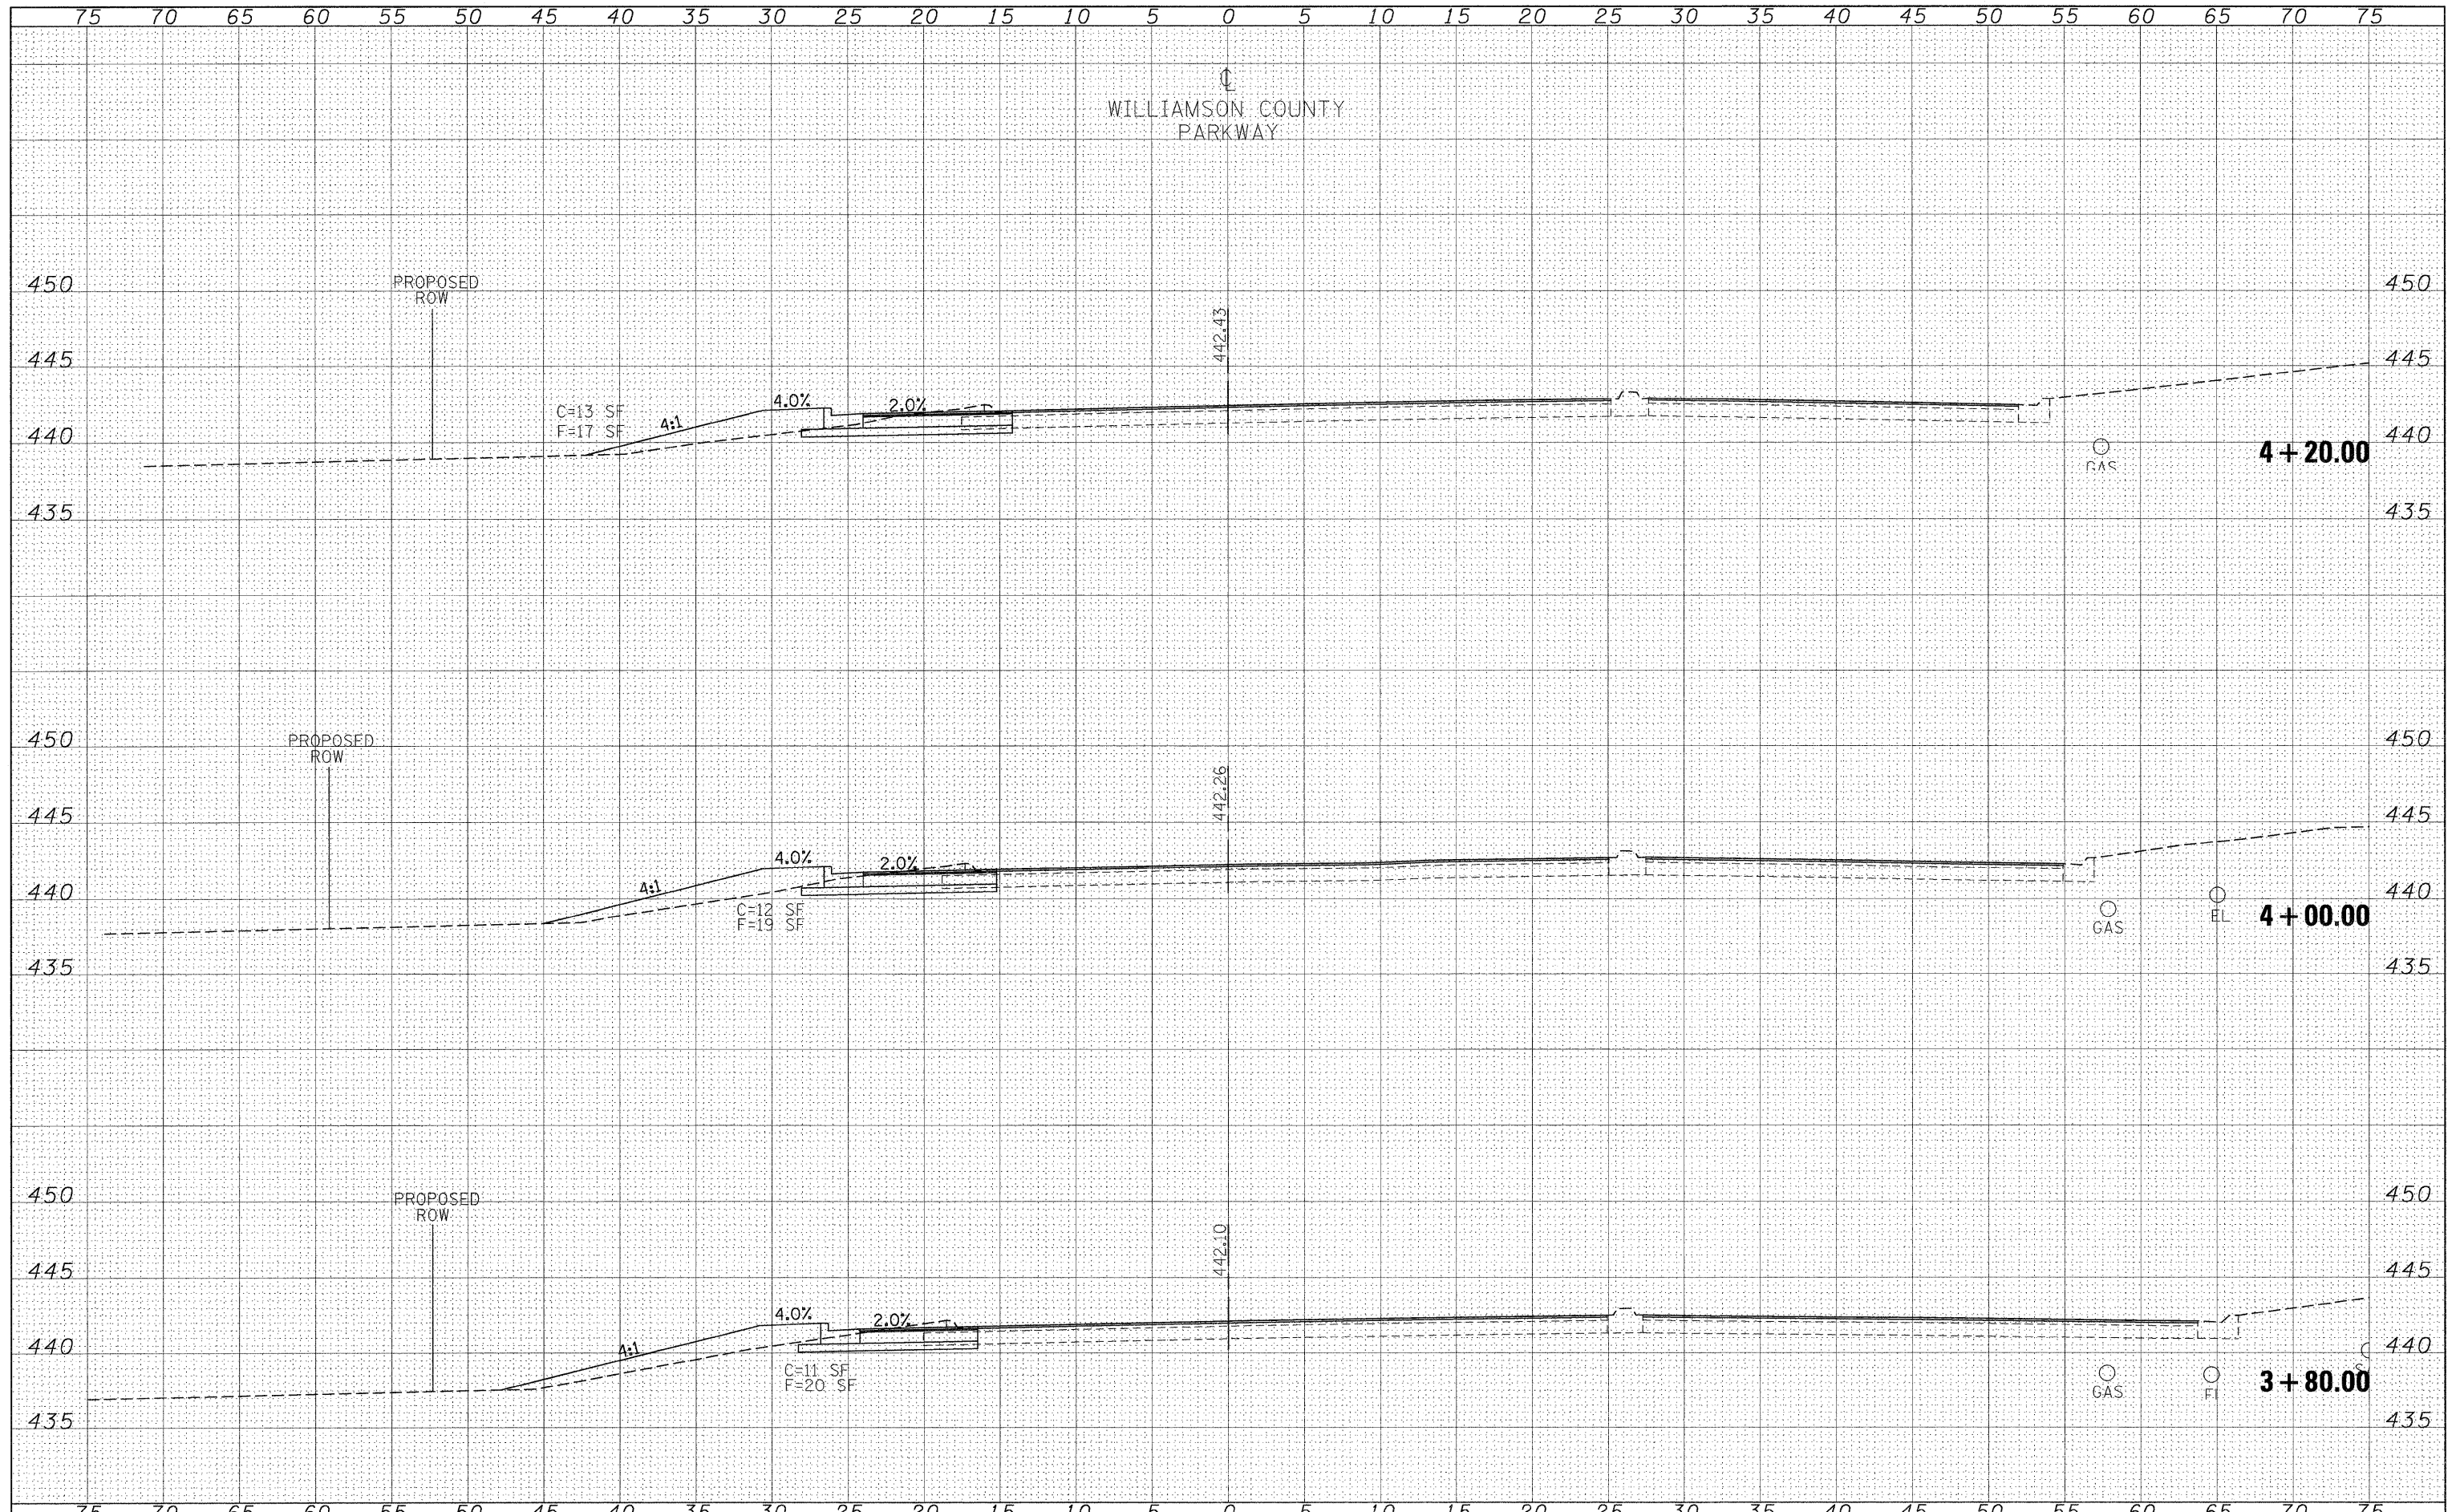 75 70 65 60 55 50 45 40 35 30 25 20 15 10 5 0 5 10 15 20 25 30 35 40 45 50 55 60 65 70 75
℄
WILLIAMSON COUNTY
PARKWAY
450 PROPOSED 450
ROW
442.43
445 445
C=13 SF 4:1 4.0% 2.0%
F=17 SF
440 440
GAS 4+20.00
435 435
450 PROPOSED 450
ROW
442.26
445 445
4:1 4.0% 2.0%
440 440
C=12 SF
F=19 SF
GAS EL 4+00.00
435 435
450 PROPOSED 450
ROW
442.10
445 445
4:1 4.0% 2.0%
440 440
C=11 SF
F=20 SF
GAS 3+80.00
435 435
75 70 65 60 55 50 45 40 35 30 25 20 15 10 5 0 5 10 15 20 25 30 35 40 45 50 55 60 65 70 75